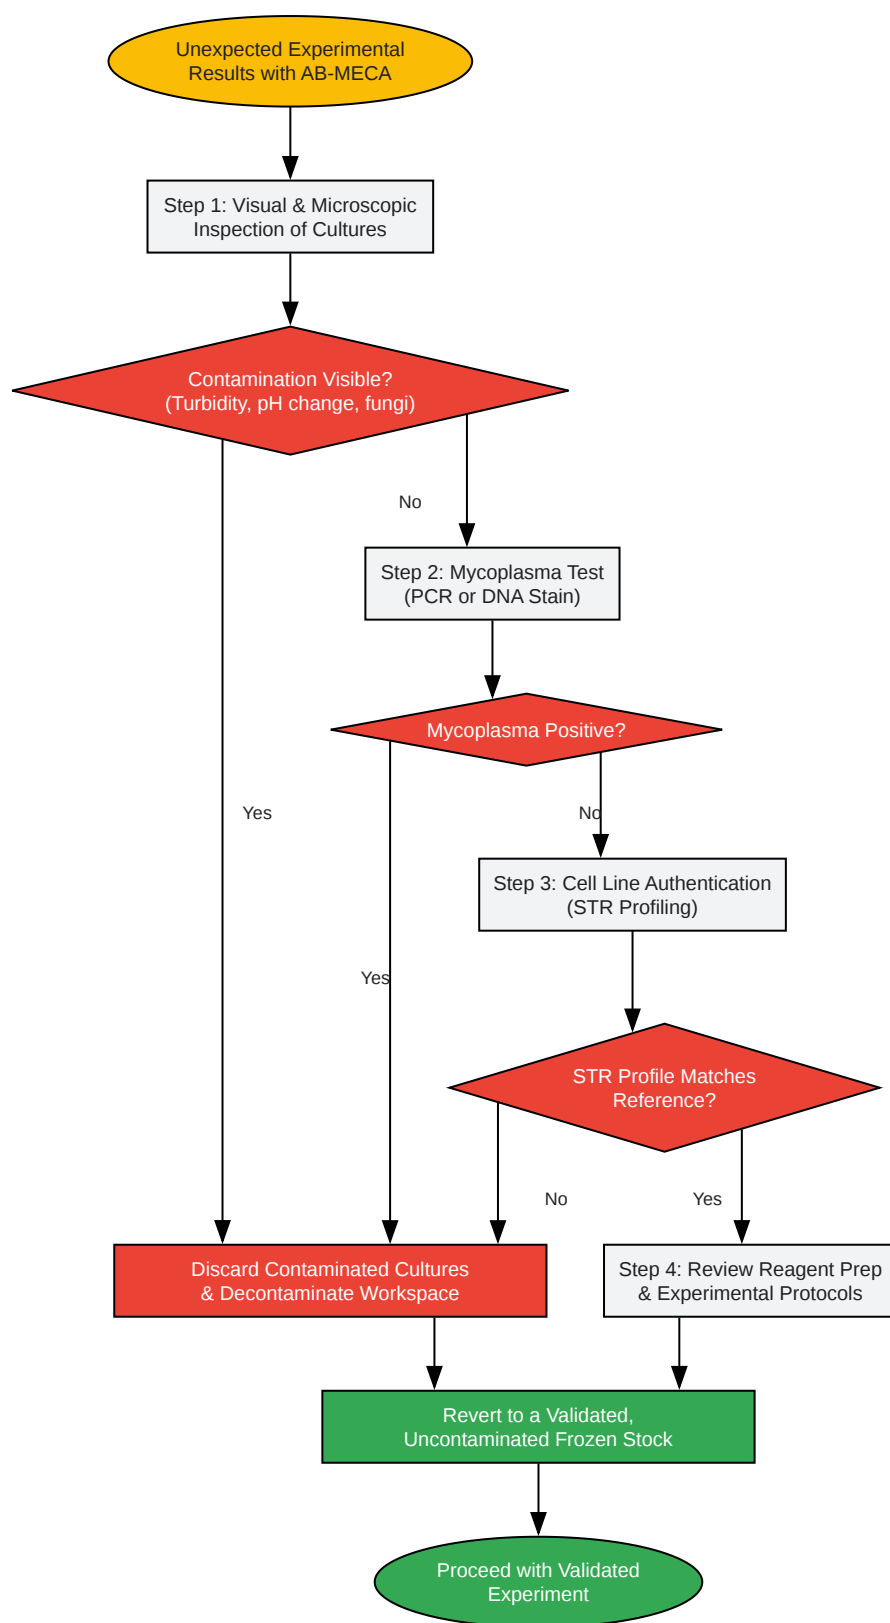 Unexpected Experimental
Results with AB-MECA
Step 1: Visual & Microscopic
Inspection of Cultures
Contamination Visible?
(Turbidity, pH change, fungi)
No
Step 2: Mycoplasma Test
(PCR or DNA Stain)
Mycoplasma Positive?
Yes
No
Step 3: Cell Line Authentication
(STR Profiling)
Yes
STR Profile Matches
Reference?
No
Yes
Discard Contaminated Cultures
& Decontaminate Workspace
Step 4: Review Reagent Prep
& Experimental Protocols
Revert to a Validated,
Uncontaminated Frozen Stock
Proceed with Validated
Experiment